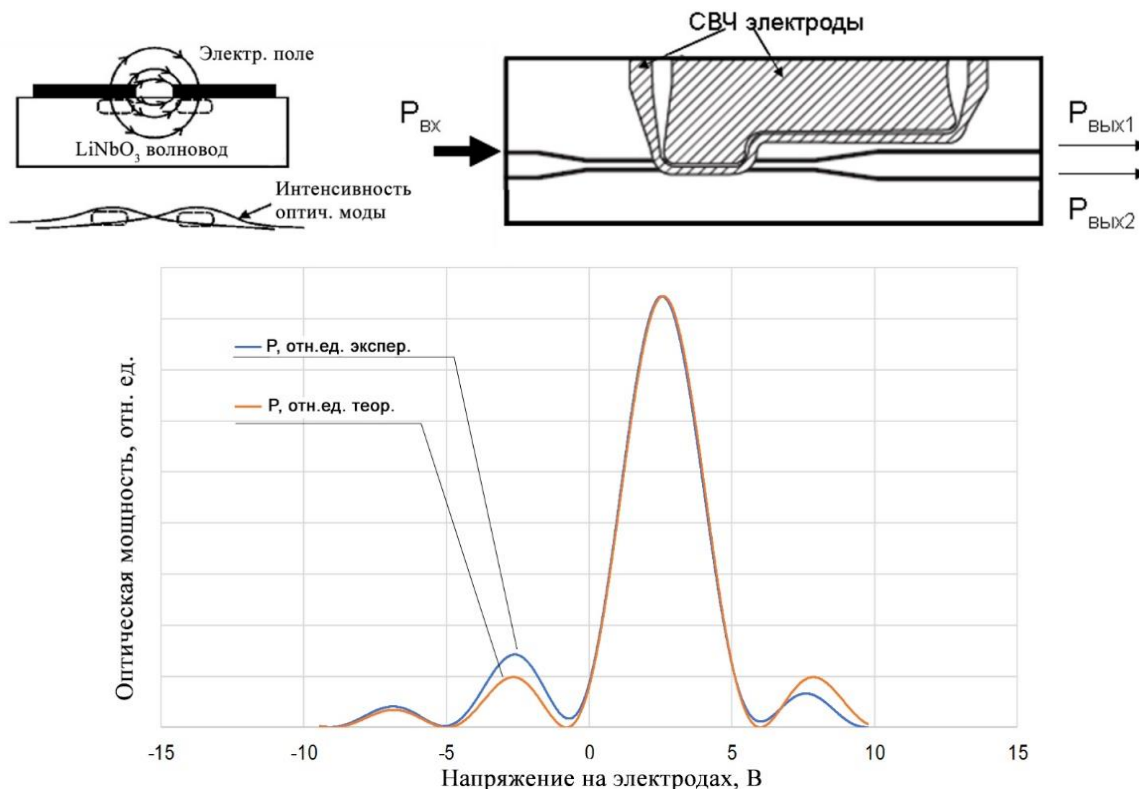 Электр. поле
LiNbO₃ волновод
Интенсивность
оптич. моды
СВЧ электроды
Pвх
Pвых1
Pвых2
Оптическая мощность, отн. ед.
P, отн.ед. экспер.
P, отн.ед. теор.
-15 -10 -5 0 5 10 15
Напряжение на электродах, В